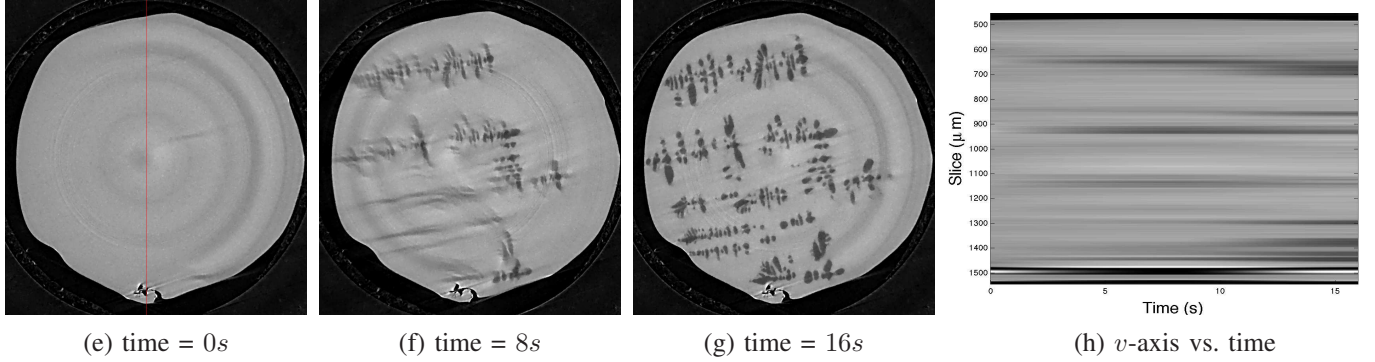 500
600
700
800
900
1000
1100
1200
1300
1400
1500
Slice (μ m)
0 5 10 15
Time (s)
(e) time = 0s (f) time = 8s (g) time = 16s (h) v-axis vs. time